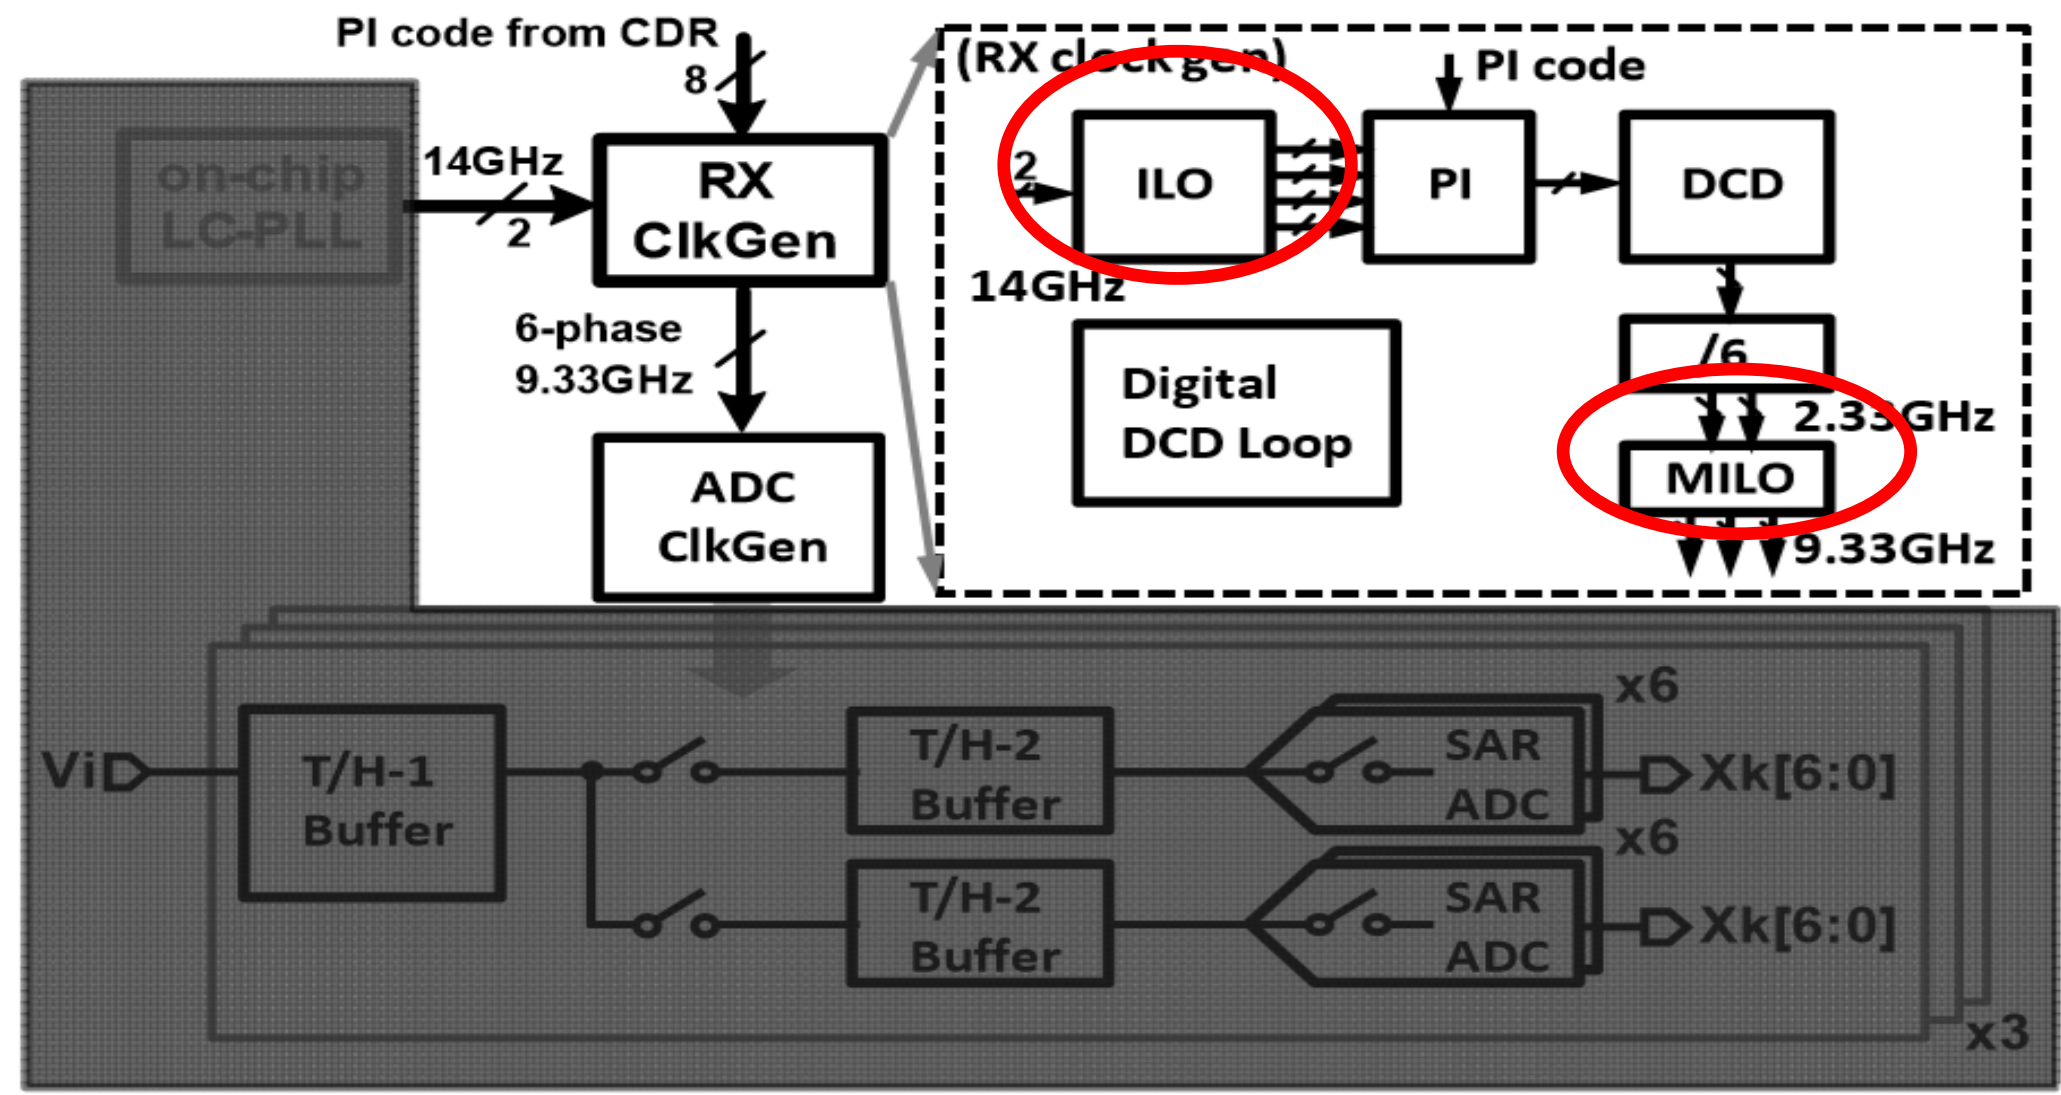 PI code from CDR
8
(RX clock gen)
PI code
on-chip
LC-PLL
14GHz
2
RX
ClkGen
2
ILO
PI
DCD
14GHz
6-phase
9.33GHz
Digital
DCD Loop
/6
2.33GHz
MILO
9.33GHz
ADC
ClkGen
x6
Vi
T/H-1
Buffer
T/H-2
Buffer
SAR
ADC
Xk[6:0]
x6
T/H-2
Buffer
SAR
ADC
Xk[6:0]
x3